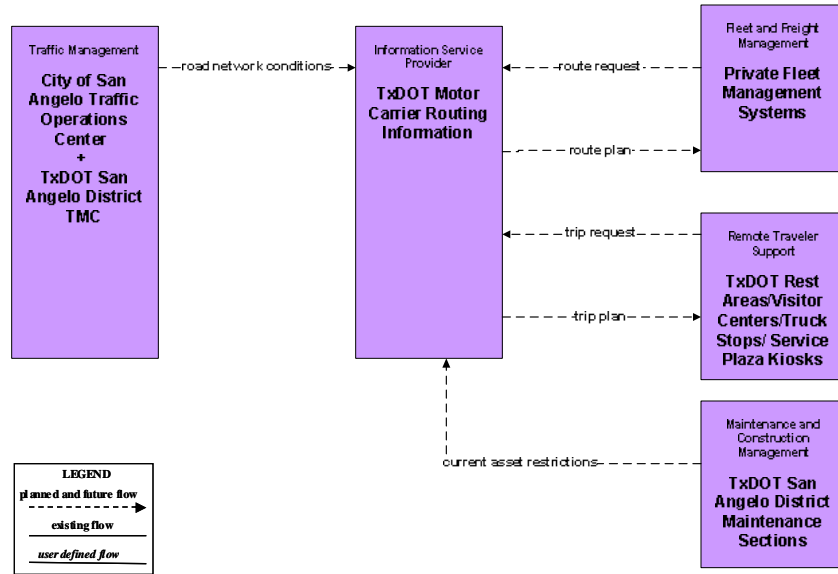 Traffic Management
City of San
Angelo Traffic
Operations
Center
+
TxDOT San
Angelo District
TMC
road network conditions
Information Service
Provider
TxDOT Motor
Carrier Routing
Information
route request
route plan
trip request
trip plan
current asset restrictions
Fleet and Freight
Management
Private Fleet
Management
Systems
Remote Traveler
Support
TxDOT Rest
Areas/Visitor
Centers/Truck
Stops/ Service
Plaza Kiosks
Maintenance and
Construction
Management
TxDOT San
Angelo District
Maintenance
Sections
LEGEND
planned and future flow
existing flow
user defined flow